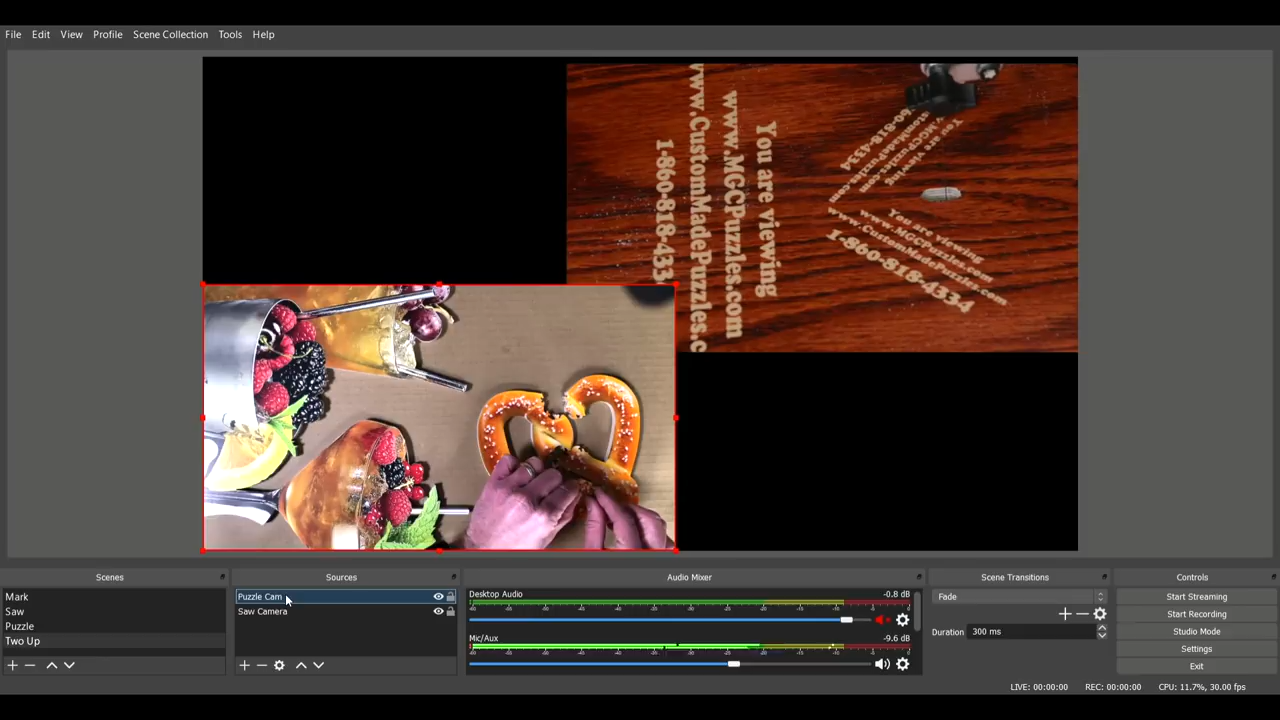 File Edit View Profile Scene Collection Tools Help
You are viewing
www.MGCPuzzles.com
www.CustomMadePuzzles.c
1-860-818-433
You are viewing
www.MGCPuzzles.com
www.CustomMadePuzzles.com
1-860-818-4334
60-818-4334
Scenes
Mark
Saw
Puzzle
Two Up
Sources
Puzzle Cam
Saw Camera
Audio Mixer
Desktop Audio -0.8 dB
Mic/Aux -9.6 dB
Scene Transitions
Fade
Duration 300 ms
Controls
Start Streaming
Start Recording
Studio Mode
Settings
Exit
LIVE: 00:00:00 REC: 00:00:00 CPU: 11.7%, 30.00 fps